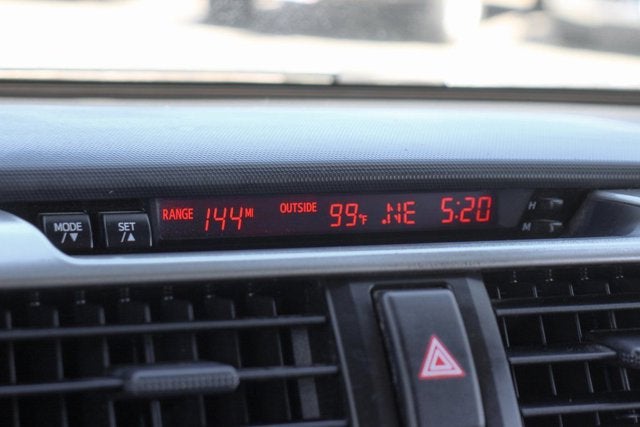 MODE /▼ SET /▲ RANGE 144 MI OUTSIDE 99°F .NE 5:20 H
M